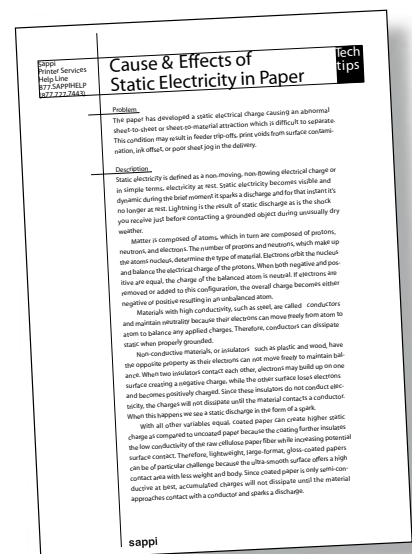 sappi
Printer Services
Help Line
877.SAPPIHELP
(877.727.7443)
Cause & Effects of
Static Electricity in Paper
Tech
tips
Problem
The paper has developed a static electrical charge causing an abnormal
sheet-to-sheet or sheet-to-material attraction which is difficult to separate.
This condition may result in feeder trip-offs, print voids from surface contami-
nation, ink offset, or poor sheet jog in the delivery.
Description
Static electricity is defined as a non-moving, non-flowing electrical charge or
in simple terms, electricity at rest. Static electricity becomes visible and
dynamic during the brief moment it sparks a discharge and for that instant it's
no longer at rest. Lightning is the result of static discharge as is the shock
you receive just before contacting a grounded object during unusually dry
weather.
Matter is composed of atoms, which in turn are composed of protons,
neutrons, and electrons. The number of protons and neutrons, which make up
the atoms nucleus, determine the type of material. Electrons orbit the nucleus
and balance the electrical charge of the protons. When both negative and pos-
itive are equal, the charge of the balanced atom is neutral. If electrons are
removed or added to this configuration, the overall charge becomes either
negative or positive resulting in an unbalanced atom.
Materials with high conductivity, such as steel, are called conductors
and maintain neutrality because their electrons can move freely from atom to
atom to balance any applied charges. Therefore, conductors can dissipate
static when properly grounded.
Non-conductive materials, or insulators such as plastic and wood, have
the opposite property as their electrons can not move freely to maintain bal-
ance. When two insulators contact each other, electrons may build up on one
surface creating a negative charge, while the other surface loses electrons
and becomes positively charged. Since these insulators do not conduct elec-
tricity, the charges will not dissipate until the material contacts a conductor.
When this happens we see a static discharge in the form of a spark.
With all other variables equal, coated paper can create higher static
charge as compared to uncoated paper because the coating further insulates
the low conductivity of the raw cellulose paper fiber while increasing potential
surface contact. Therefore, lightweight, large-format, gloss-coated papers
can be of particular challenge because the ultra-smooth surface offers a high
contact area with less weight and body. Since coated paper is only semi-con-
ductive at best, accumulated charges will not dissipate until the material
approaches contact with a conductor and sparks a discharge.
sappi